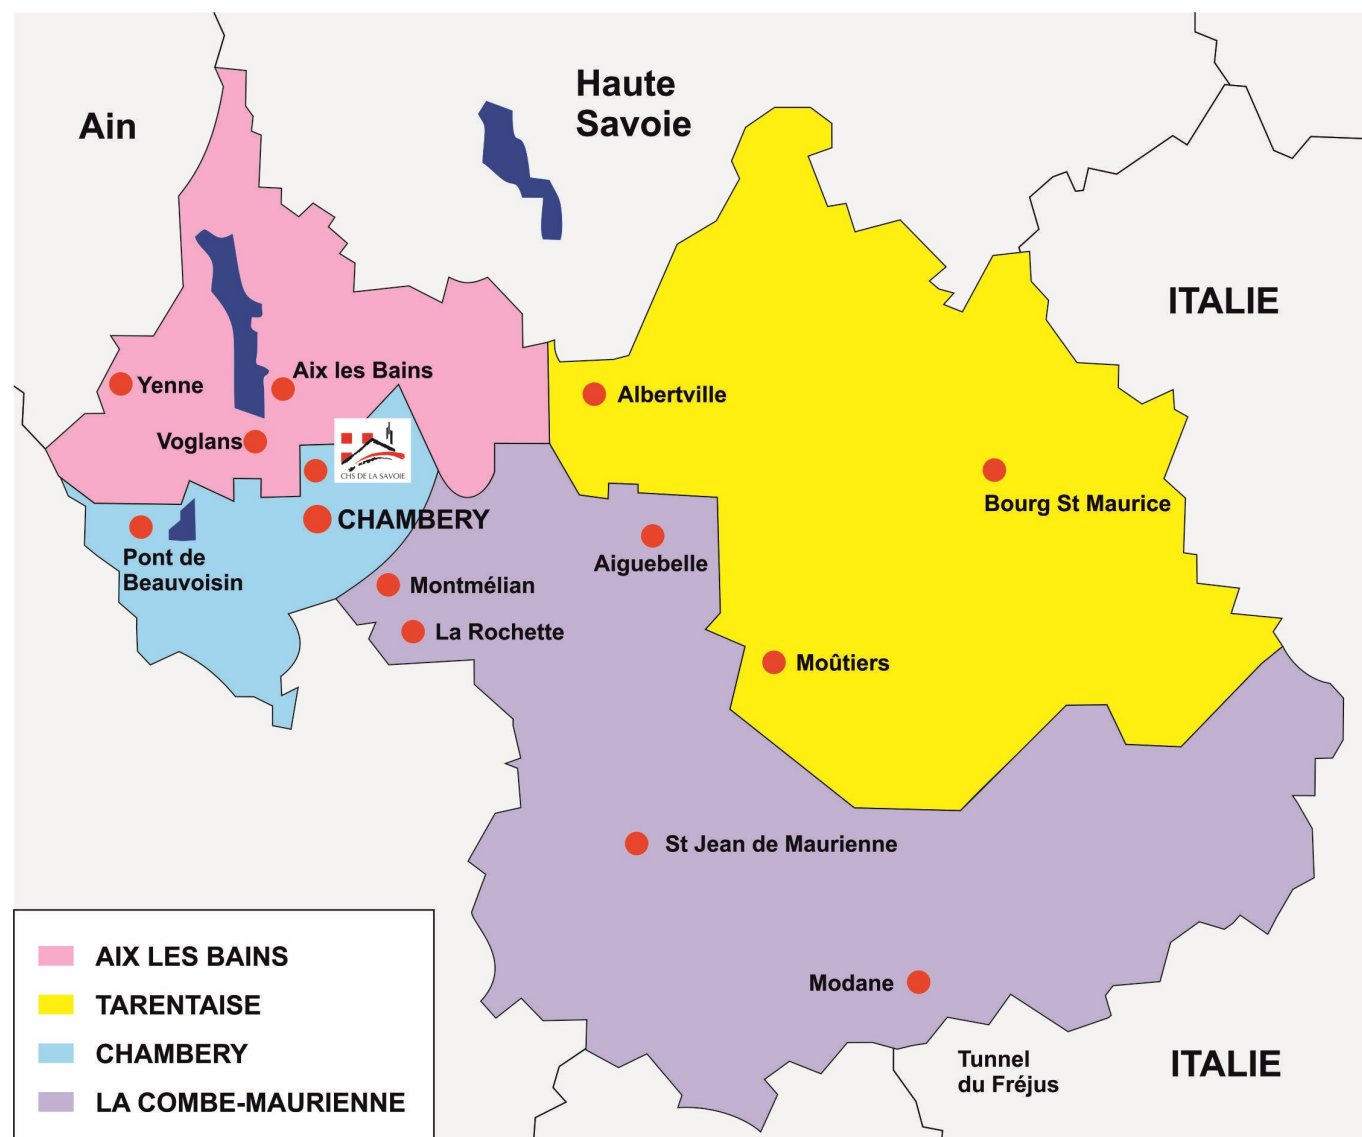 Ain
Haute
Savoie
ITALIE
Yenne
Aix les Bains
Albertville
Voglans
CHS DE LA SAVOIE
Bourg St Maurice
CHAMBERY
Pont de
Beauvoisin
Aiguebelle
Montmélian
La Rochette
Moûtiers
St Jean de Maurienne
Modane
Tunnel
du Fréjus
ITALIE
AIX LES BAINS
TARENTAISE
CHAMBERY
LA COMBE-MAURIENNE